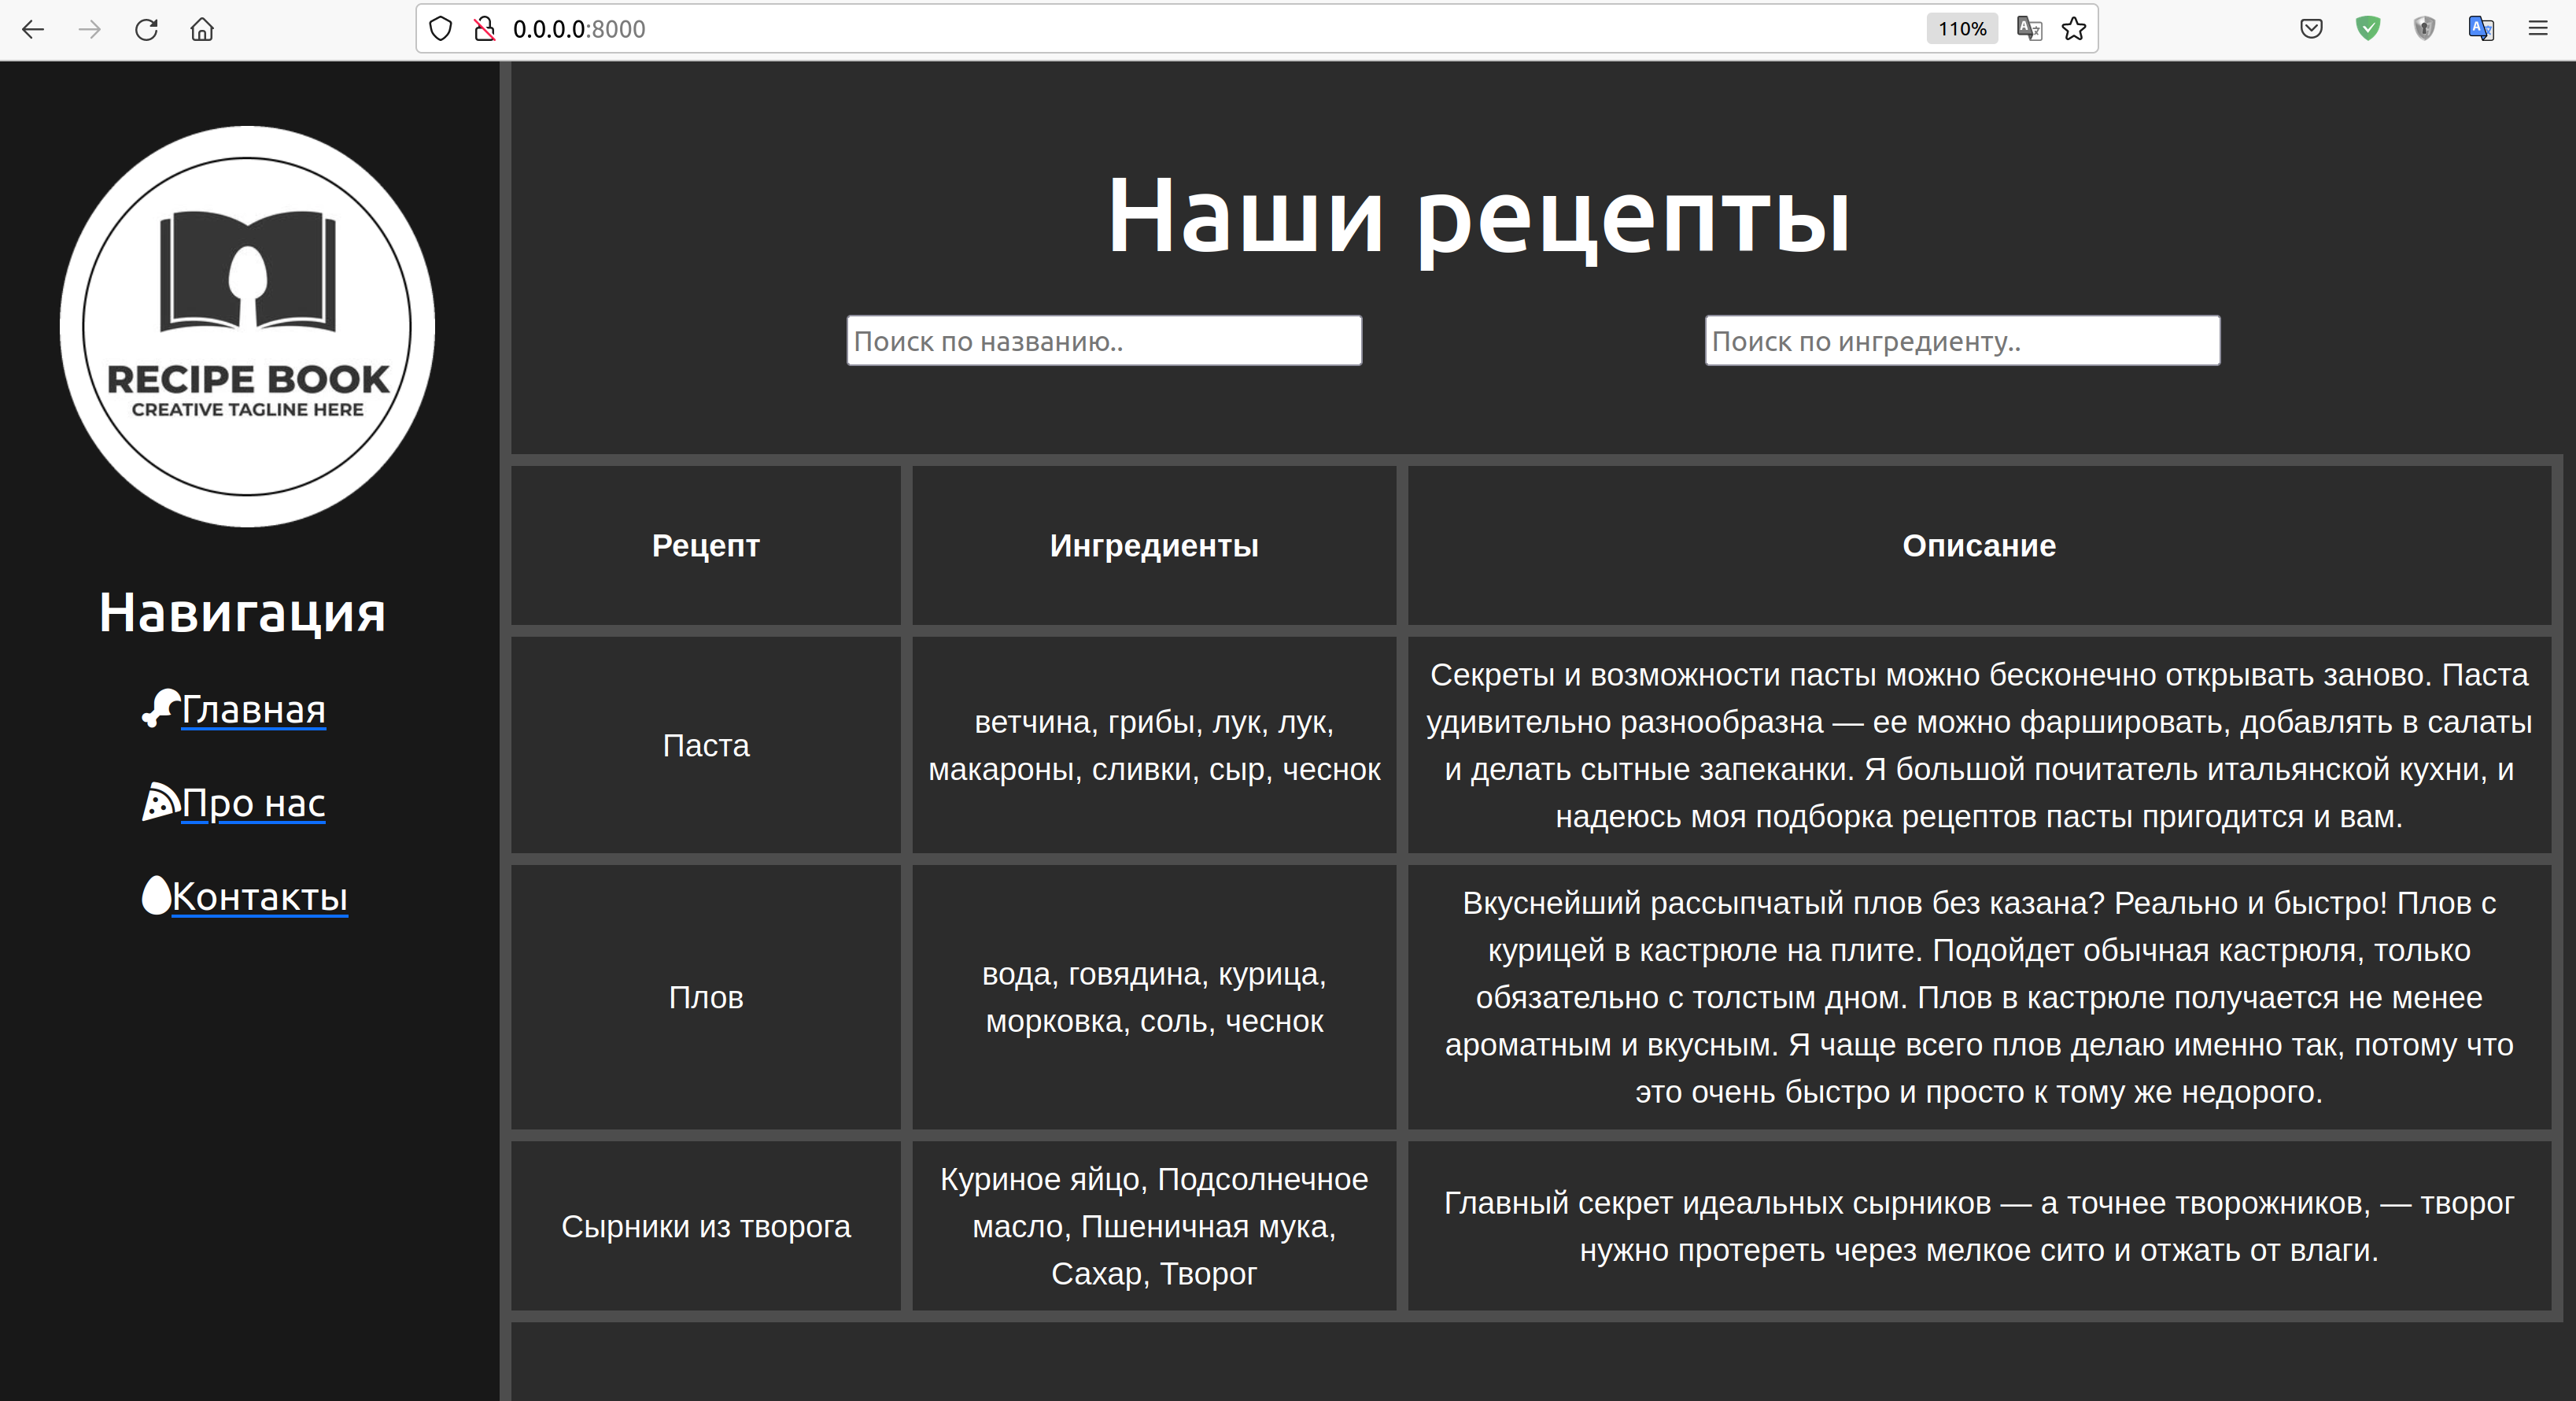 0.0.0.0:8000
110%
RECIPE BOOK
CREATIVE TAGLINE HERE
Навигация
Главная
Про нас
Контакты
Наши рецепты
Поиск по названию..
Поиск по ингредиенту..
Рецепт
Ингредиенты
Описание
Паста
ветчина, грибы, лук, лук,
макароны, сливки, сыр, чеснок
Секреты и возможности пасты можно бесконечно открывать заново. Паста
удивительно разнообразна — ее можно фаршировать, добавлять в салаты
и делать сытные запеканки. Я большой почитатель итальянской кухни, и
надеюсь моя подборка рецептов пасты пригодится и вам.
Плов
вода, говядина, курица,
морковка, соль, чеснок
Вкуснейший рассыпчатый плов без казана? Реально и быстро! Плов с
курицей в кастрюле на плите. Подойдет обычная кастрюля, только
обязательно с толстым дном. Плов в кастрюле получается не менее
ароматным и вкусным. Я чаще всего плов делаю именно так, потому что
это очень быстро и просто к тому же недорого.
Сырники из творога
Куриное яйцо, Подсолнечное
масло, Пшеничная мука,
Сахар, Творог
Главный секрет идеальных сырников — а точнее творожников, — творог
нужно протереть через мелкое сито и отжать от влаги.